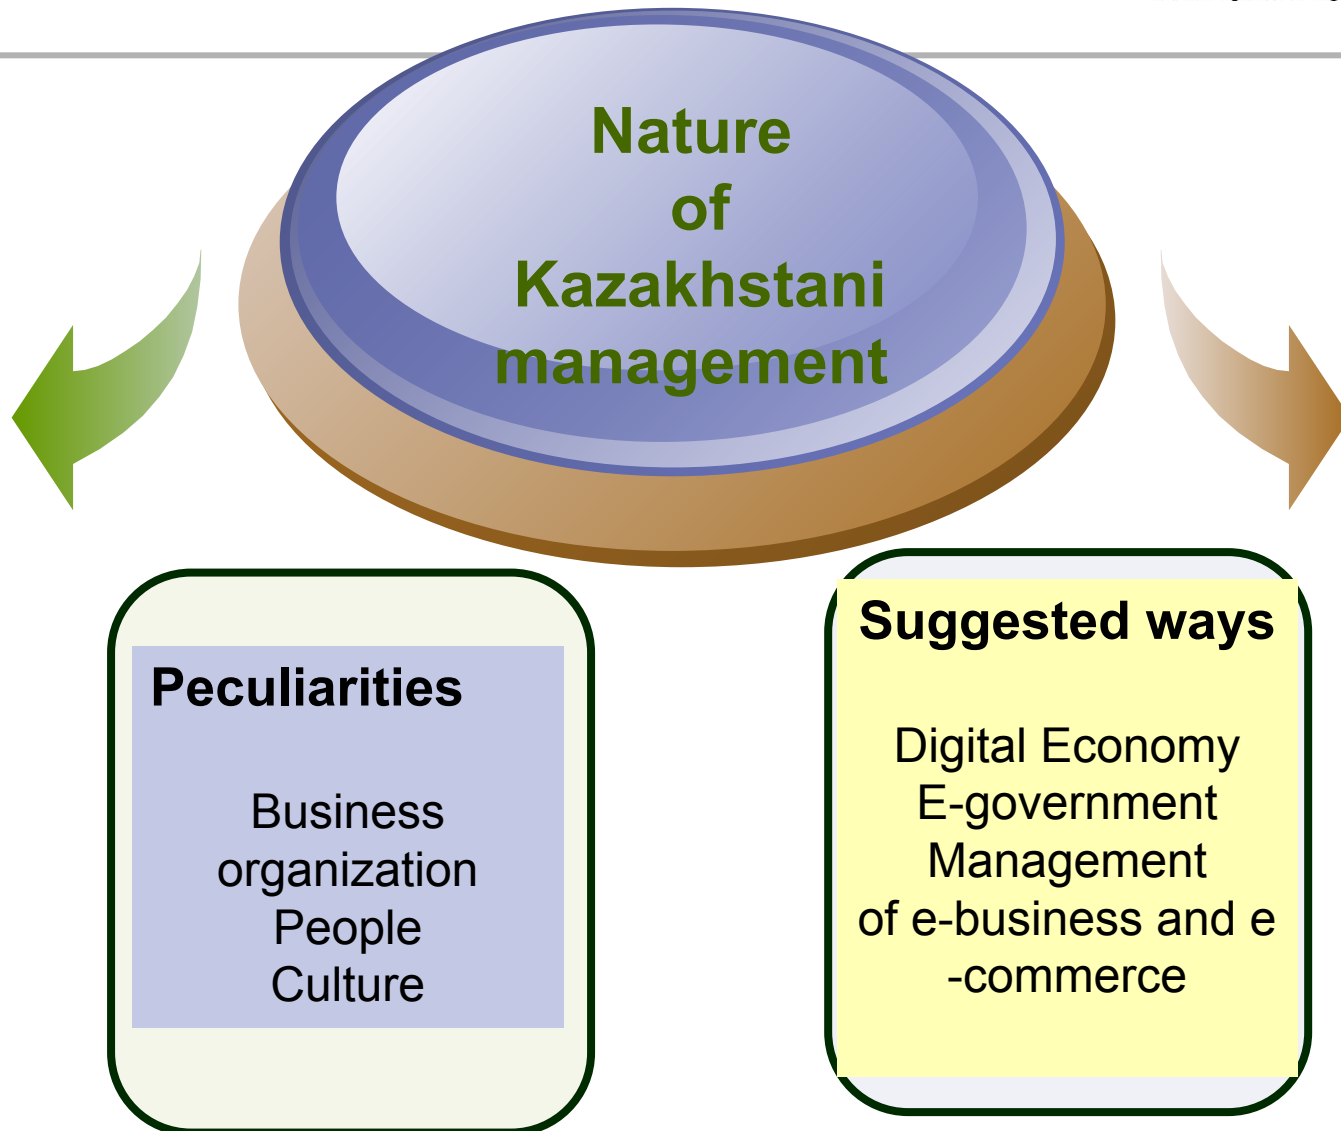 Nature
of
Kazakhstani
management
Peculiarities
Business
organization
People
Culture
Suggested ways
Digital Economy
E-government
Management
of e-business and e
-commerce